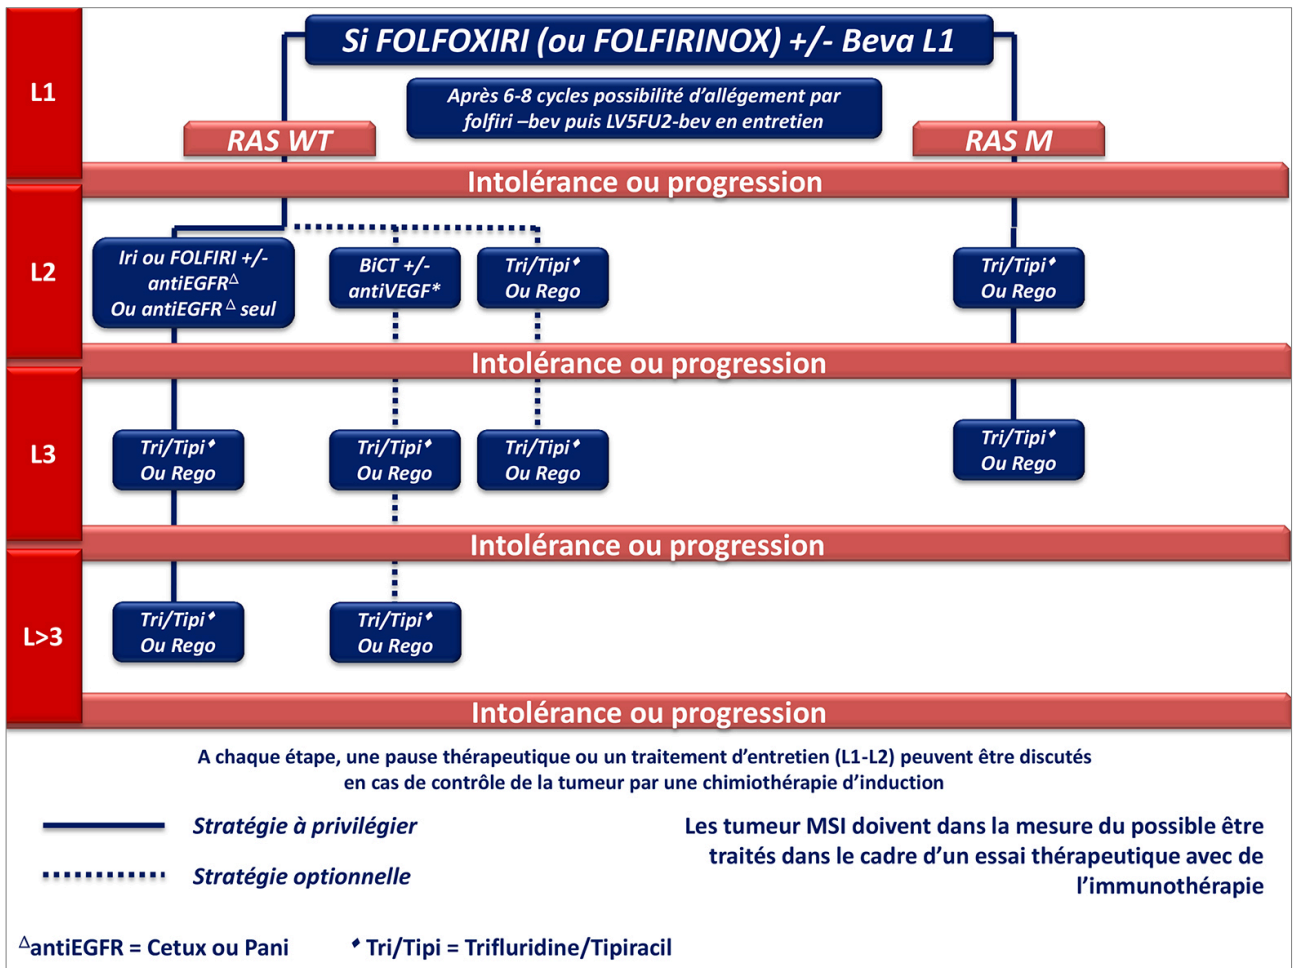 L1
Si FOLFOXIRI (ou FOLFIRINOX) +/- Beva L1
Après 6-8 cycles possibilité d'allégement par
folfiri –bev puis LV5FU2-bev en entretien
RAS WT
RAS M
Intolérance ou progression
L2
Iri ou FOLFIRI +/-
antiEGFRΔ
Ou antiEGFR Δ seul
BiCT +/-
antiVEGF*
Tri/Tipi♦
Ou Rego
Tri/Tipi♦
Ou Rego
Intolérance ou progression
L3
Tri/Tipi♦
Ou Rego
Tri/Tipi♦
Ou Rego
Tri/Tipi♦
Ou Rego
Tri/Tipi♦
Ou Rego
Intolérance ou progression
L>3
Tri/Tipi♦
Ou Rego
Tri/Tipi♦
Ou Rego
Intolérance ou progression
A chaque étape, une pause thérapeutique ou un traitement d'entretien (L1-L2) peuvent être discutés
en cas de contrôle de la tumeur par une chimiothérapie d'induction
Stratégie à privilégier
Stratégie optionnelle
Les tumeur MSI doivent dans la mesure du possible être
traités dans le cadre d'un essai thérapeutique avec de
l'immunothérapie
ΔantiEGFR = Cetux ou Pani
♦ Tri/Tipi = Trifluridine/Tipiracil